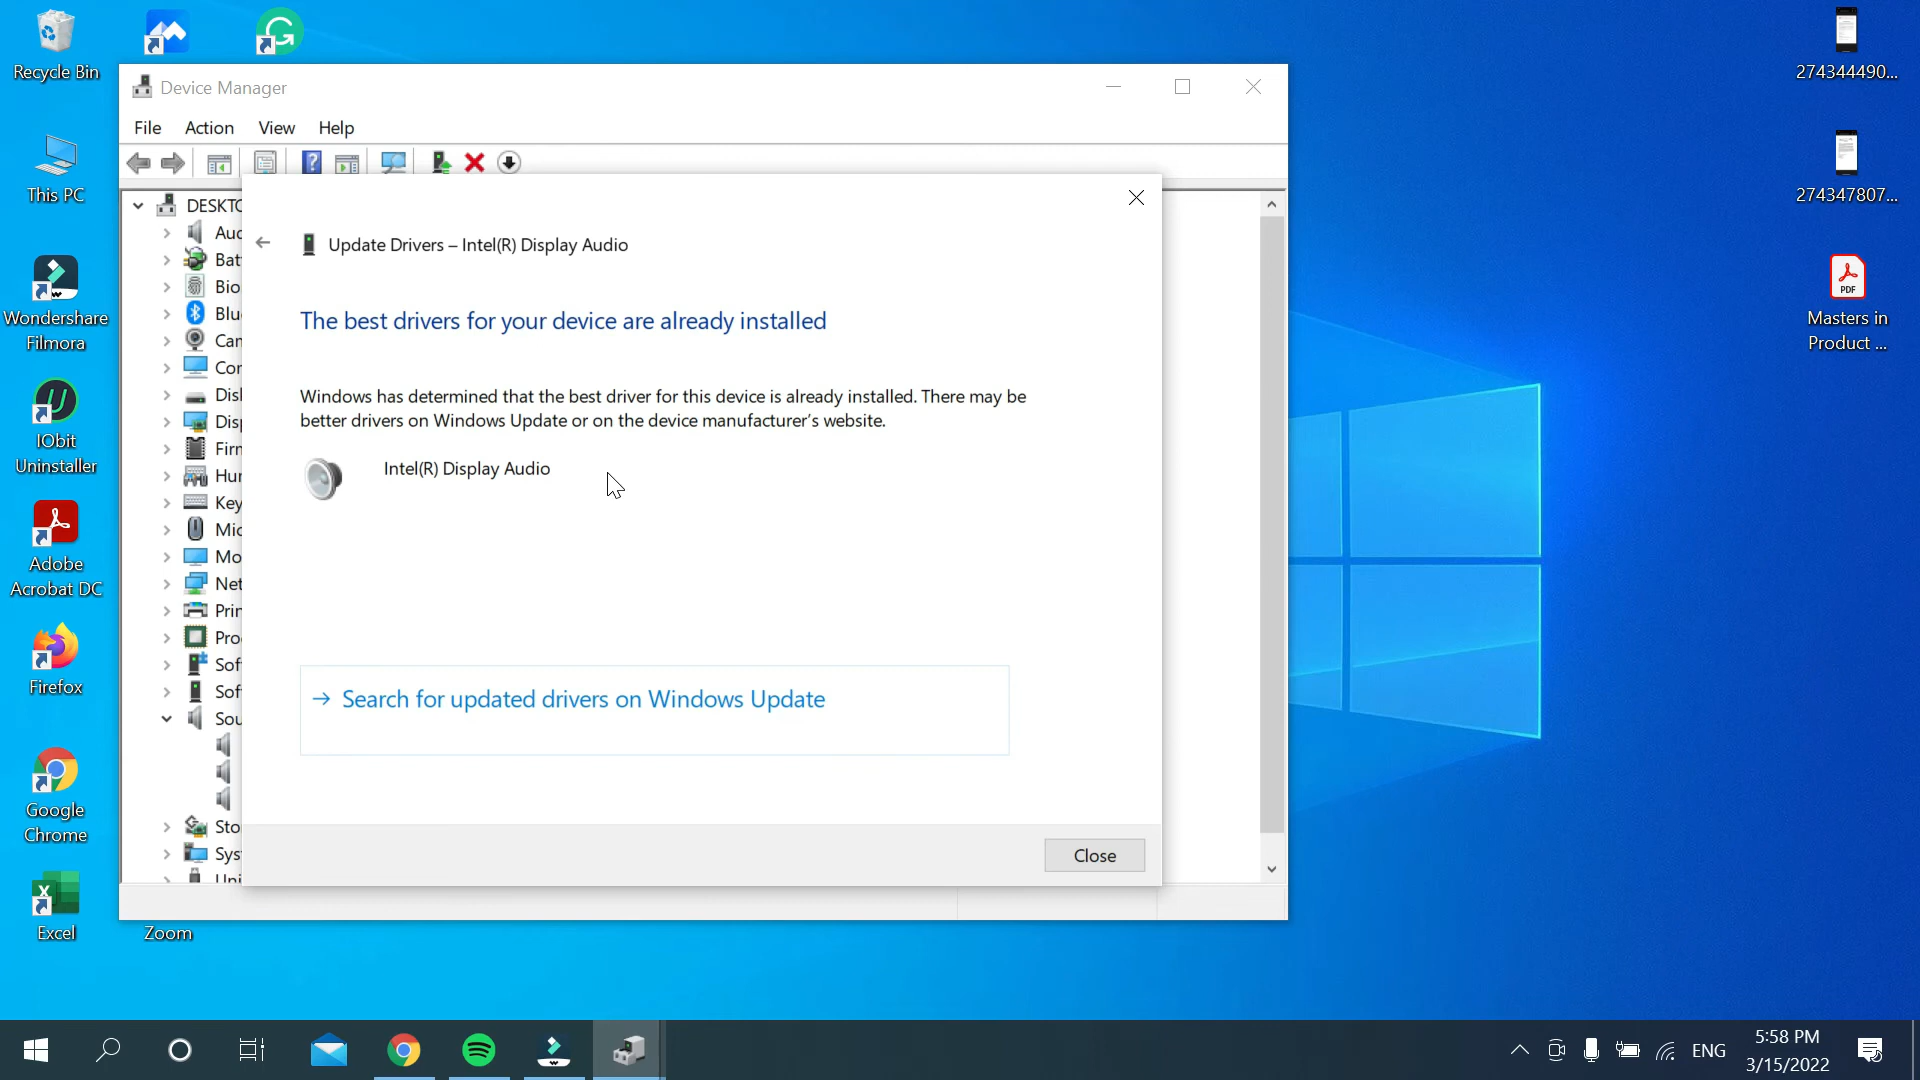 Recycle Bin
This PC
Wondershare
Filmora
IObit
Uninstaller
Adobe
Acrobat DC
Firefox
Google
Chrome
Excel
Zoom
Device Manager
File Action View Help
DESKTO
Auc
Bat
Bio
Blu
Can
Cor
Disl
Disp
Firn
Hur
Key
Mic
Mo
Net
Prin
Pro
Sof
Sof
Sou
Sto
Sys
Uni
Update Drivers – Intel(R) Display Audio
The best drivers for your device are already installed
Windows has determined that the best driver for this device is already installed. There may be
better drivers on Windows Update or on the device manufacturer's website.
Intel(R) Display Audio
→ Search for updated drivers on Windows Update
Close
274344490...
274347807...
PDF
Masters in
Product ...
ENG
5:58 PM
3/15/2022